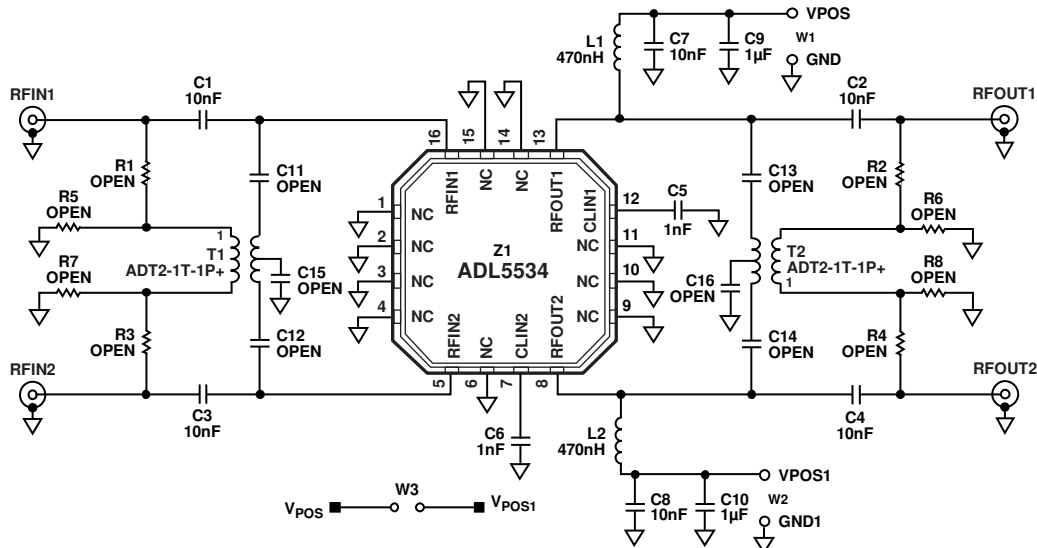 VPOS
L1
470nH
C7
10nF
C9
1µF
W1
GND
RFIN1
C1
10nF
C2
10nF
RFOUT1
16
15
14
13
R1
OPEN
C11
OPEN
RFIN1
NC
NC
RFOUT1
CLIN1
12
C5
1nF
C13
OPEN
R2
OPEN
R5
OPEN
1
NC
R6
OPEN
1
T1
ADT2-1T-1P+
2
NC
Z1
ADL5534
NC
11
T2
ADT2-1T-1P+
1
R7
OPEN
C15
OPEN
3
NC
NC
10
C16
OPEN
R8
OPEN
4
NC
NC
9
R3
OPEN
C12
OPEN
RFIN2
NC
CLIN2
RFOUT2
C14
OPEN
R4
OPEN
RFIN2
5
6
7
8
RFOUT2
C3
10nF
C4
10nF
C6
1nF
L2
470nH
VPOS1
VPOS
W3
VPOS1
C8
10nF
C10
1µF
W2
GND1